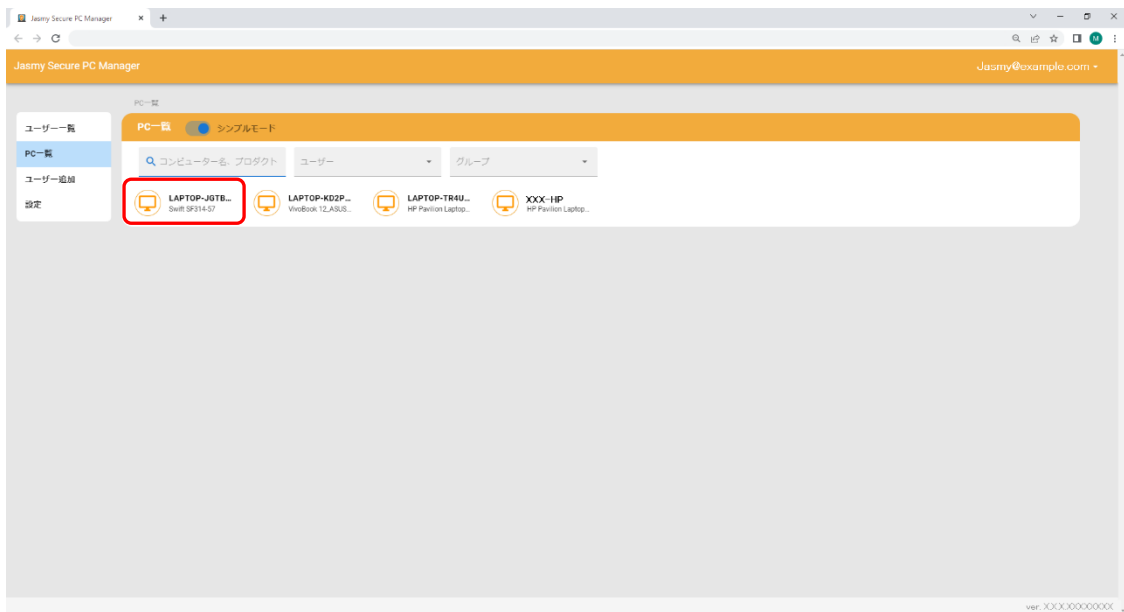 Jasmy Secure PC Manager
Jasmy Secure PC Manager
Jasmy@example.com
PC一覧
ユーザー一覧
PC一覧
ユーザー追加
設定
PC一覧 シンプルモード
コンピューター名、プロダクト ユーザー グループ
LAPTOP-JGTB...
Swift SF314-57
LAPTOP-KD2P...
VivoBook 12_ASUS...
LAPTOP-TR4U...
HP Pavilion Laptop...
XXX-HP
HP Pavilion Laptop...
M
ver. XX.X.XXXXXXXX